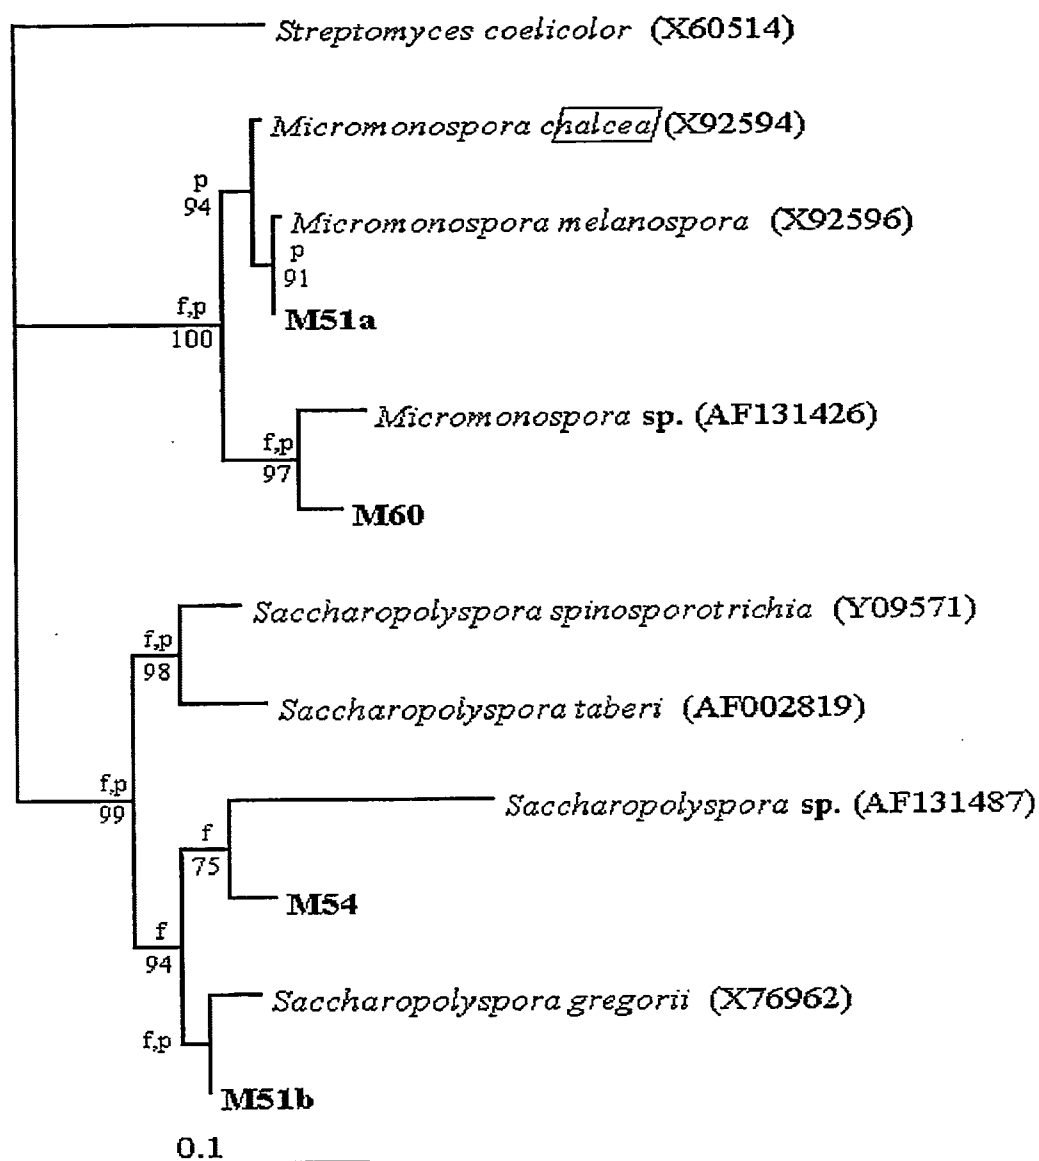 Streptomyces coelicolor (X60514)
Micromonospora chalcea (X92594)
p
94
Micromonospora melanospora (X92596)
p
91
f,p
100
M51a
Micromonospora sp. (AF131426)
f,p
97
M60
Saccharopolyspora spinosporotrichia (Y09571)
f,p
98
Saccharopolyspora taberi (AF002819)
f,p
99
Saccharopolyspora sp. (AF131487)
f
75
M54
f
94
Saccharopolyspora gregorii (X76962)
f,p
M51b
0.1